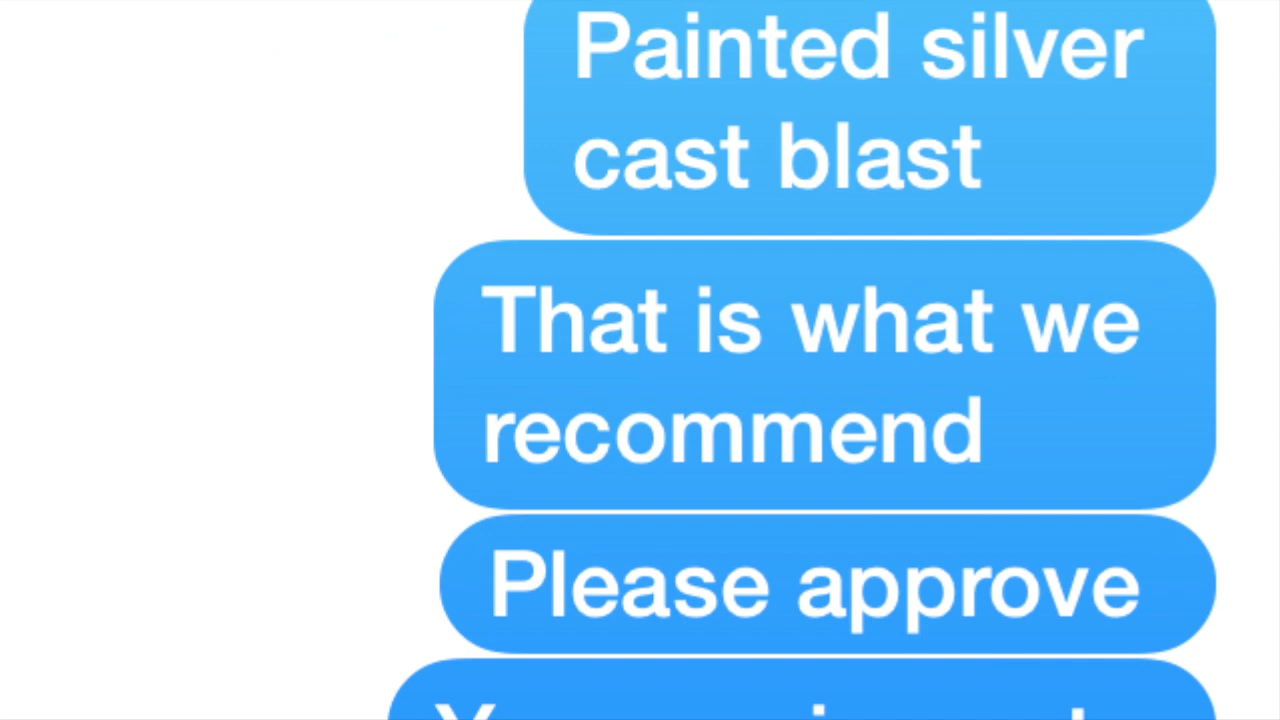 Painted silver
cast blast
That is what we
recommend
Please approve